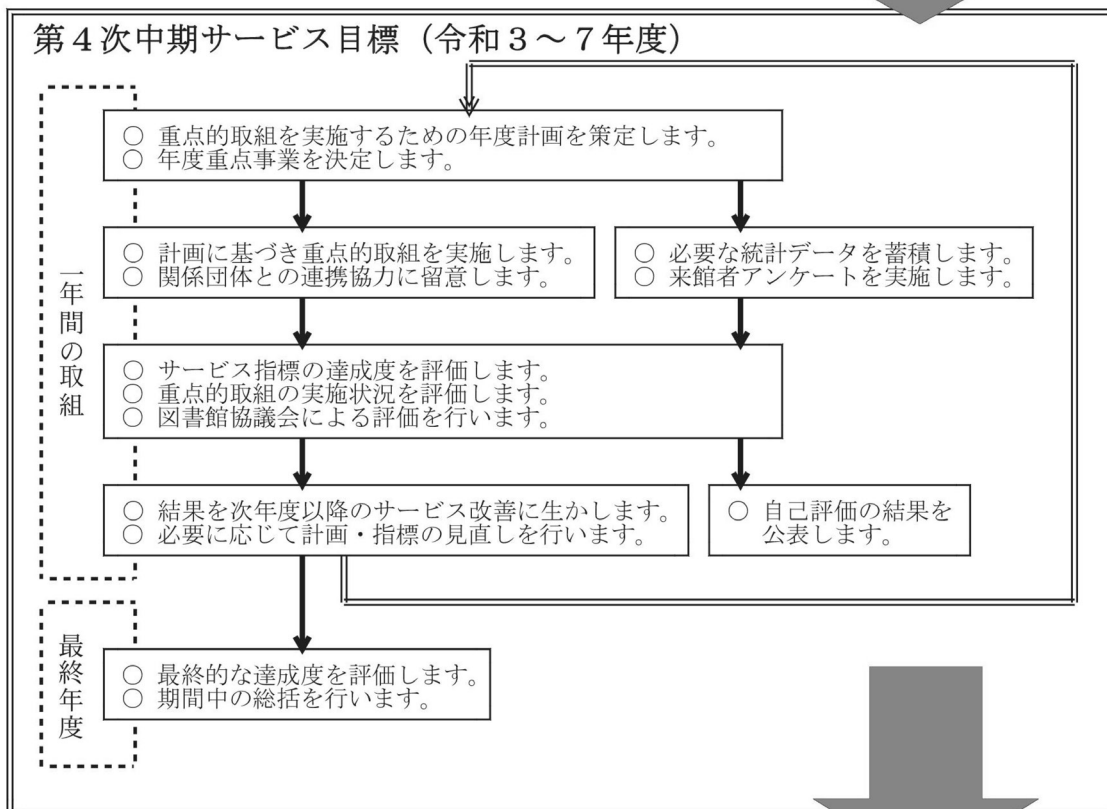 第4次中期サービス目標（令和3～7年度）
一年間の取組
○ 重点的取組を実施するための年度計画を策定します。
○ 年度重点事業を決定します。
○ 計画に基づき重点的取組を実施します。
○ 関係団体との連携協力に留意します。
○ 必要な統計データを蓄積します。
○ 来館者アンケートを実施します。
○ サービス指標の達成度を評価します。
○ 重点的取組の実施状況を評価します。
○ 図書館協議会による評価を行います。
○ 結果を次年度以降のサービス改善に生かします。
○ 必要に応じて計画・指標の見直しを行います。
○ 自己評価の結果を
公表します。
最終年度
○ 最終的な達成度を評価します。
○ 期間中の総括を行います。